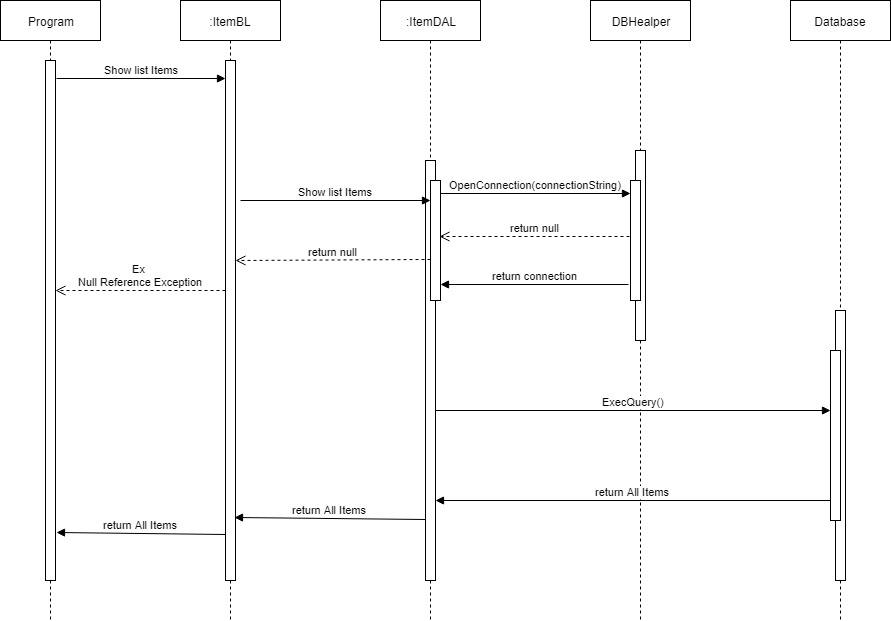 Program
:ItemBL
:ItemDAL
DBHealper
Database
Show list Items
OpenConnection(connectionString)
Show list Items
return null
return null
Ex
Null Reference Exception
return connection
ExecQuery()
return All Items
return All Items
return All Items